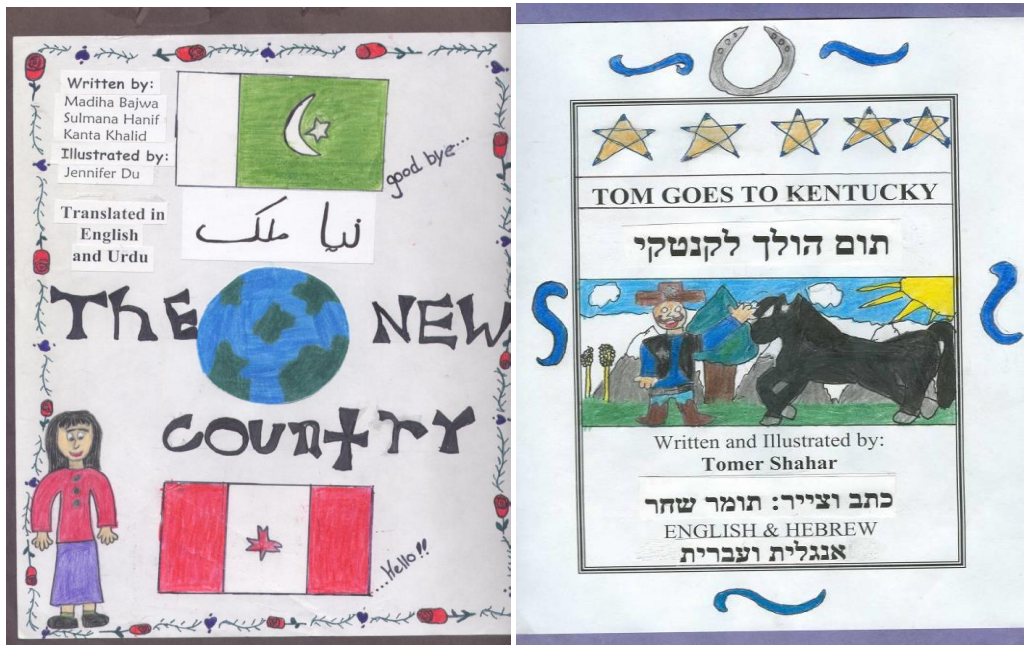 Written by:
Madiha Bajwa
Sulmana Hanif
Kanta Khalid
Illustrated by:
Jennifer Du
Translated in
English
and Urdu
good bye...
نیا ملک
THE NEW
COUNTRY
...Hello!!
TOM GOES TO KENTUCKY
תום הולך לקנטקי
Written and Illustrated by:
Tomer Shahar
כתב וצייר: תומר שחר
ENGLISH & HEBREW
אנגלית ועברית